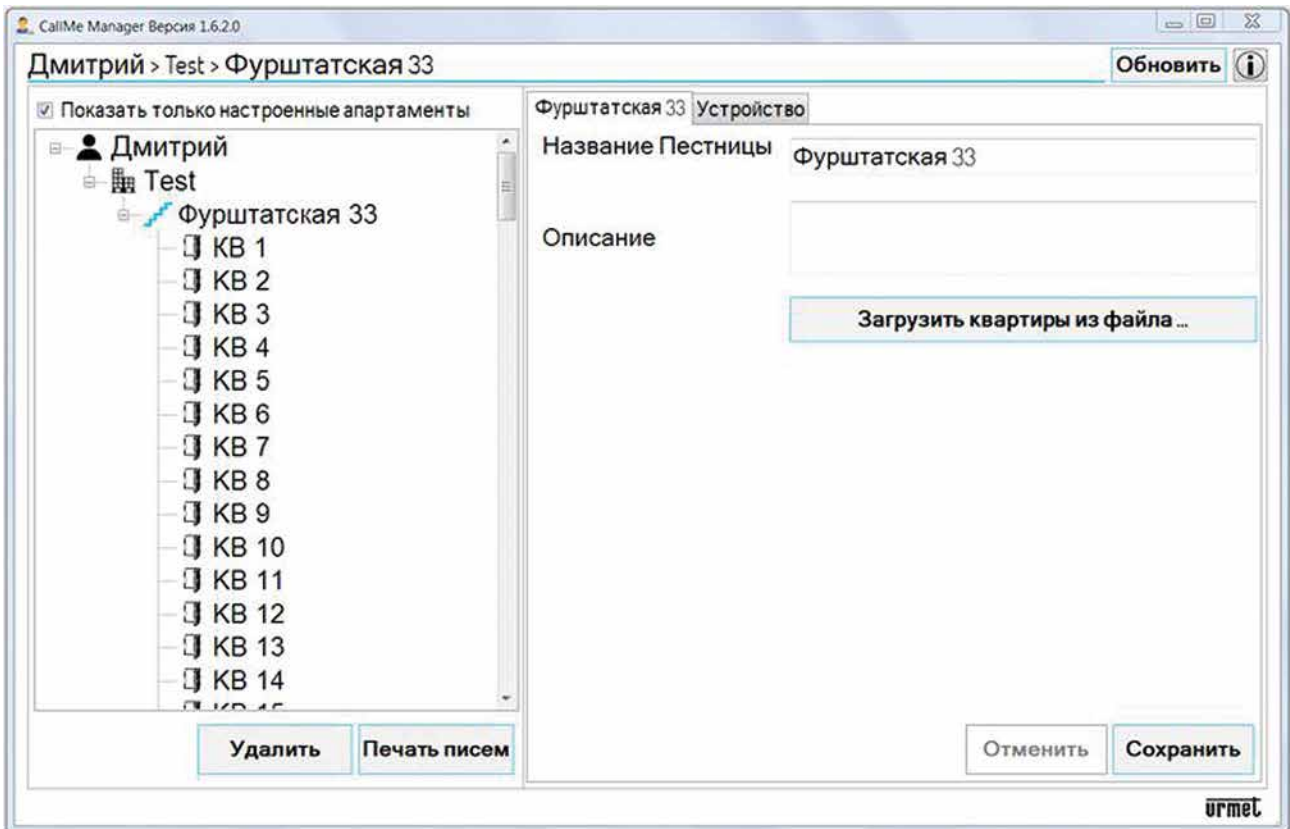 CallMe Manager Версия 1.6.2.0
Дмитрий > Test > Фурштатская 33
Обновить
Показать только настроенные апартаменты
Дмитрий
Test
Фурштатская 33
КВ 1
КВ 2
КВ 3
КВ 4
КВ 5
КВ 6
КВ 7
КВ 8
КВ 9
КВ 10
КВ 11
КВ 12
КВ 13
КВ 14
Удалить
Печать писем
Фурштатская 33 Устройство
Название Пестницы Фурштатская 33
Описание
Загрузить квартиры из файла ...
Отменить
Сохранить
urmet